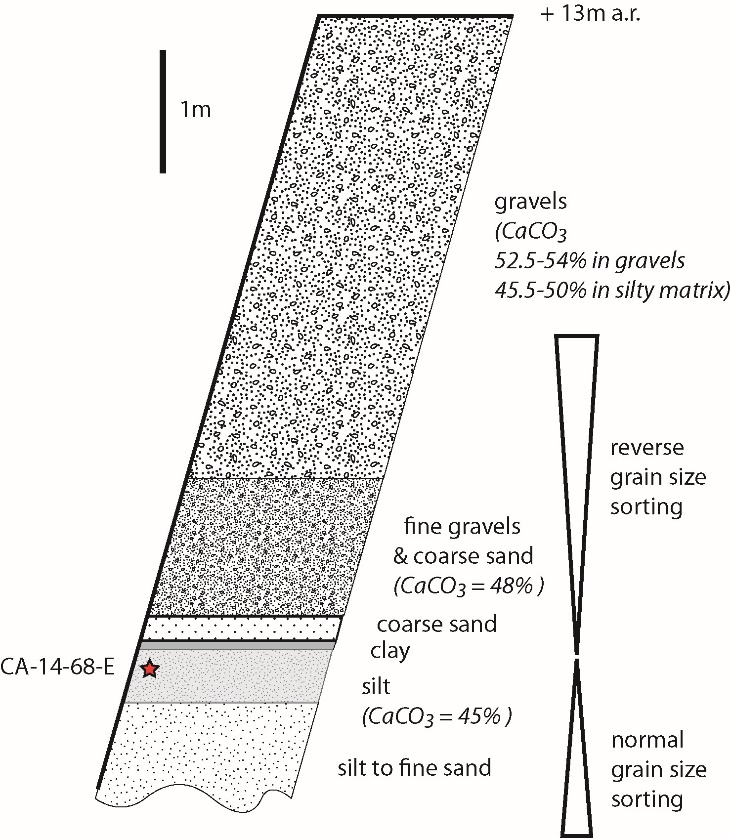 + 13m a.r.
1m
gravels
(CaCO3
52.5-54% in gravels
45.5-50% in silty matrix)
reverse
grain size
sorting
fine gravels
& coarse sand
(CaCO3 = 48% )
coarse sand
clay
CA-14-68-E
silt
(CaCO3 = 45% )
silt to fine sand
normal
grain size
sorting